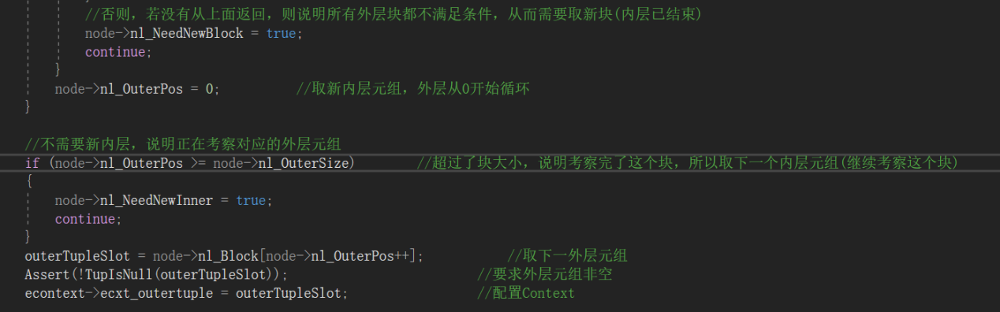 //否则，若没有从上面返回，则说明所有外层块都不满足条件，从而需要取新块(内层已结束)
node->nl_NeedNewBlock = true;
continue;
}
node->nl_OuterPos = 0; //取新内层元组，外层从0开始循环
}
//不需要新内层，说明正在考察对应的外层元组
if (node->nl_OuterPos >= node->nl_OuterSize) //超过了块大小，说明考察完了这个块，所以取下一个内层元组(继续考察这个块)
{
node->nl_NeedNewInner = true;
continue;
}
outerTupleSlot = node->nl_Block[node->nl_OuterPos++]; //取下一外层元组
Assert(!TupIsNull(outerTupleSlot)); //要求外层元组非空
econtext->ecxt_outertuple = outerTupleSlot; //配置Context